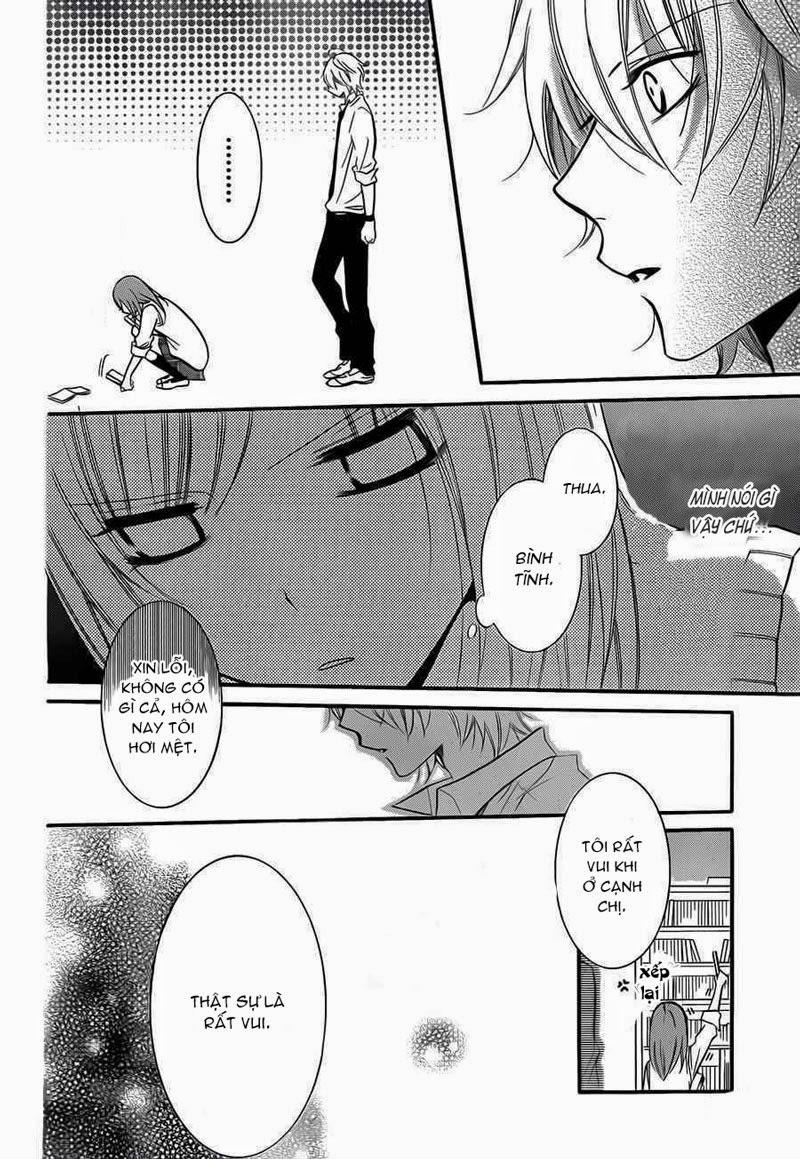 .........
MÌNH NÓI GÌ
VẬY CHỨ...
THUA.
BÌNH
TĨNH.
XIN LỖI,
KHÔNG CÓ
GÌ CẢ, HÔM
NAY TÔI
HƠI MỆT.
TÔI RẤT
VUI KHI
Ở CẠNH
CHỊ.
xếp
lại
THẬT SỰ LÀ
RẤT VUI.